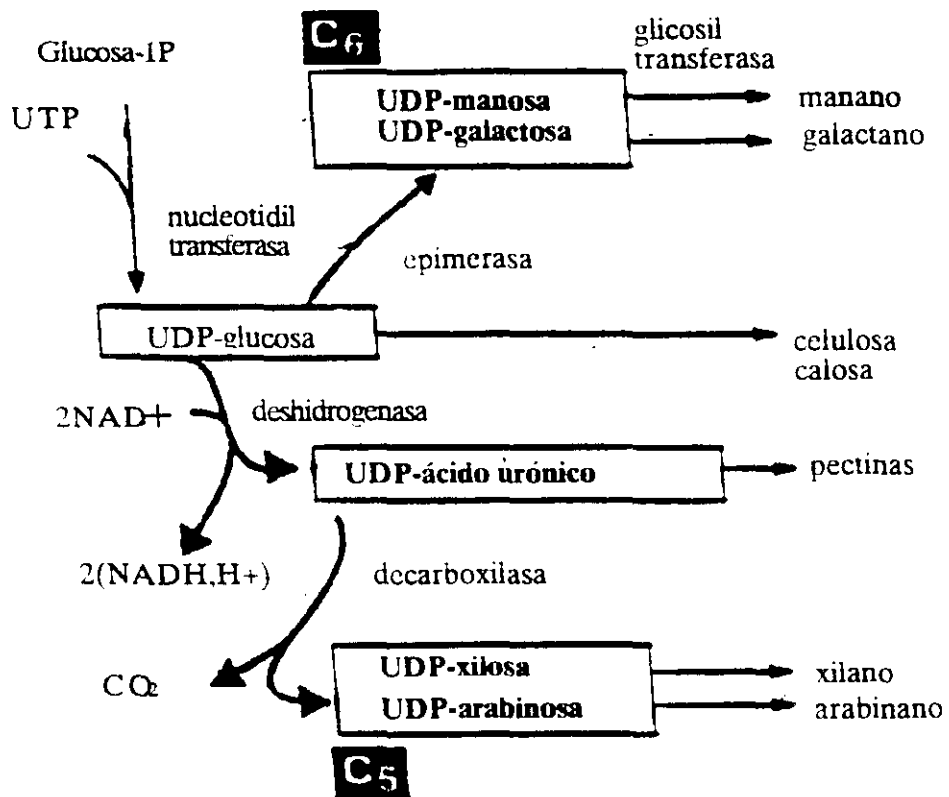 C6
glicosil
transferasa
Glucosa-1P
UDP-manosa
manano
UTP
UDP-galactosa
galactano
nucleotidil
transferasa
epimerasa
UDP-glucosa
celulosa
calosa
2NAD+
deshidrogenasa
UDP-ácido urónico
pectinas
2(NADH,H+)
decarboxilasa
CO2
UDP-xilosa
xilano
UDP-arabinosa
arabinano
C5